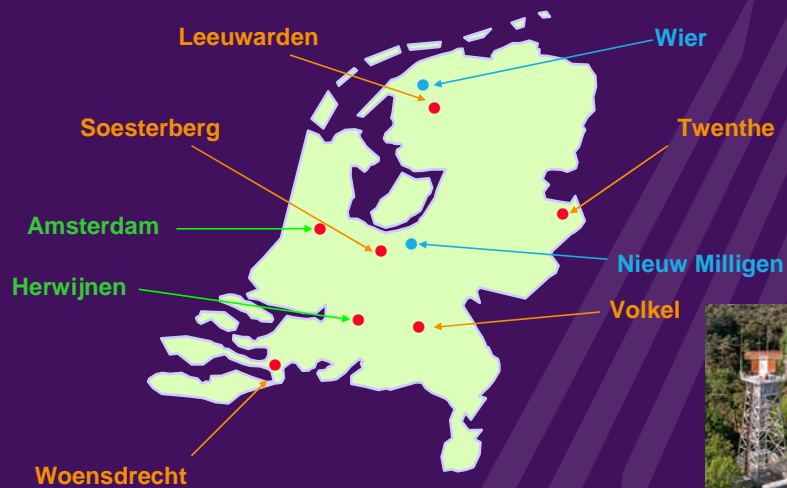 Leeuwarden
Wier
Soesterberg
Twenthe
Amsterdam
Nieuw Milligen
Herwijnen
Volkel
Woensdrecht